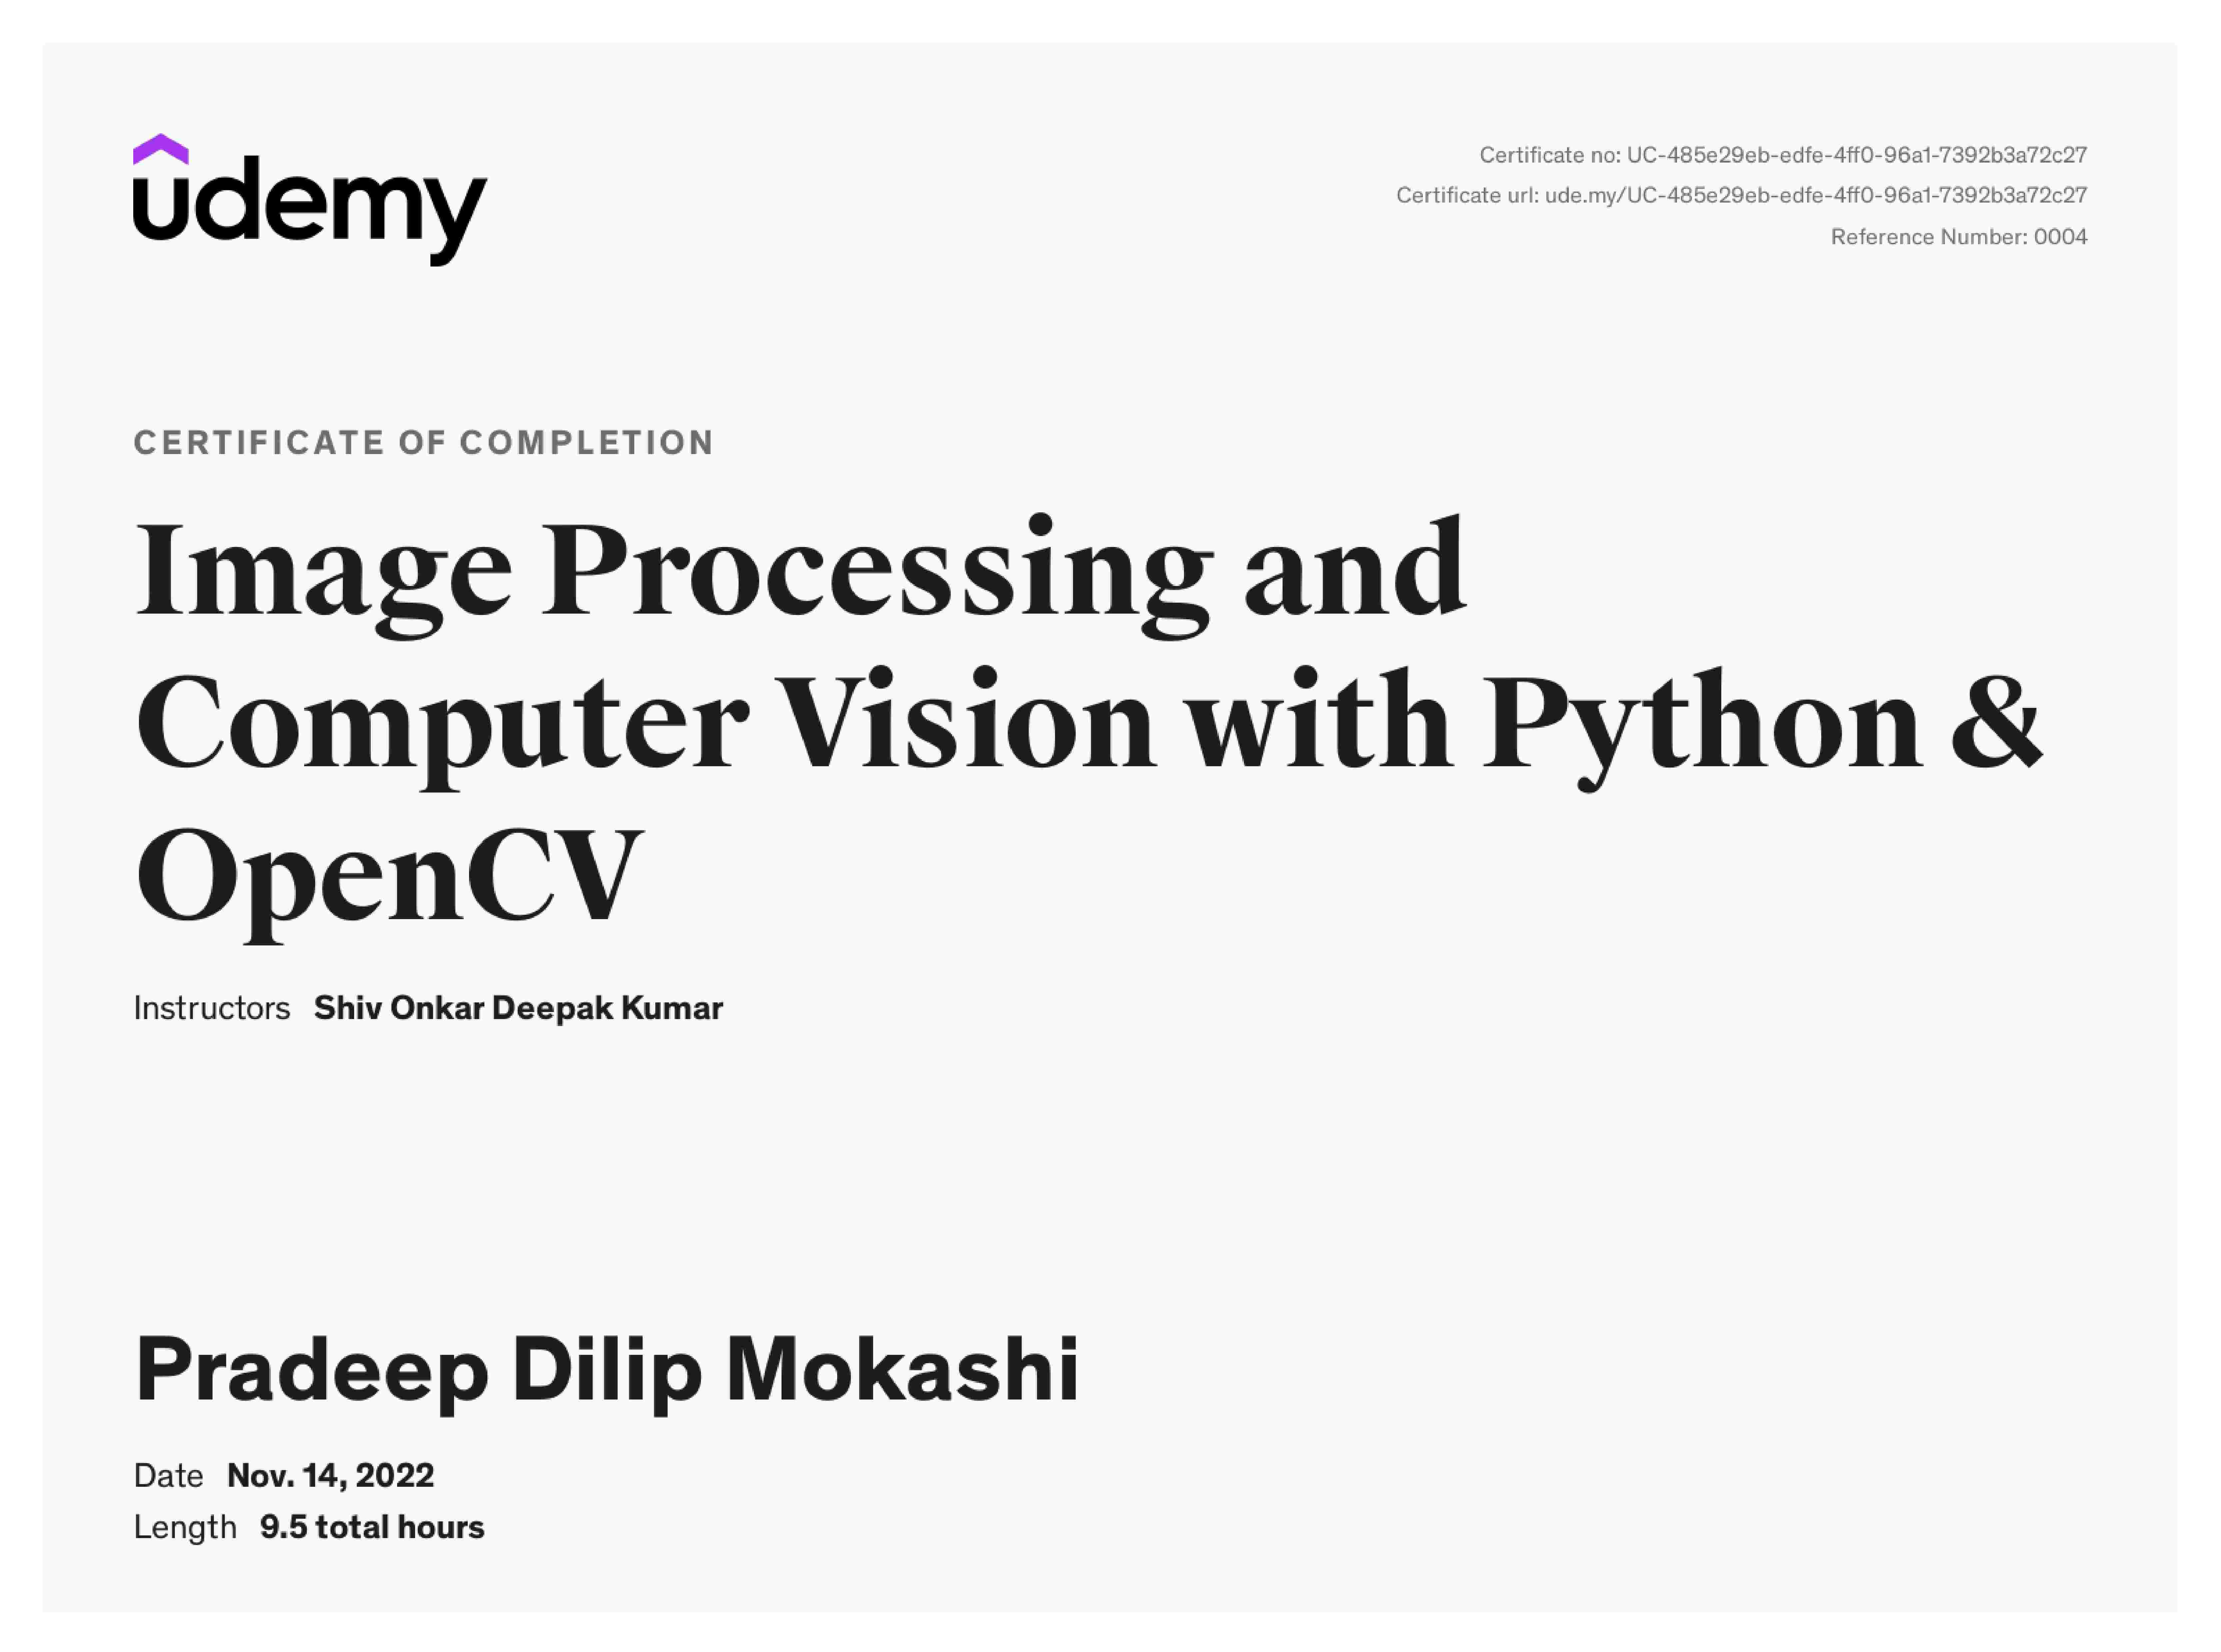 udemy
Certificate no: UC-485e29eb-edfe-4ff0-96a1-7392b3a72c27
Certificate url: ude.my/UC-485e29eb-edfe-4ff0-96a1-7392b3a72c27
Reference Number: 0004
CERTIFICATE OF COMPLETION
Image Processing and
Computer Vision with Python &
OpenCV
Instructors Shiv Onkar Deepak Kumar
Pradeep Dilip Mokashi
Date Nov. 14, 2022
Length 9.5 total hours